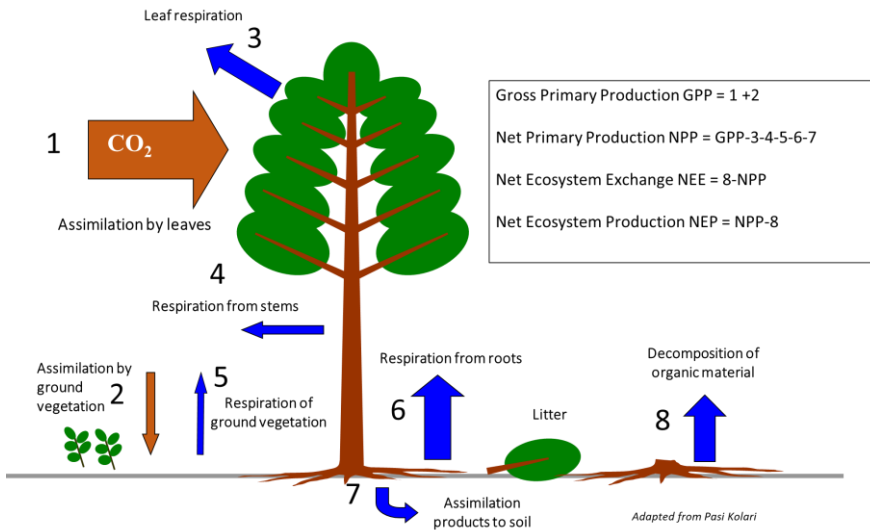 Leaf respiration
3
1
CO2
Assimilation by leaves
Gross Primary Production GPP = 1 +2
Net Primary Production NPP = GPP-3-4-5-6-7
Net Ecosystem Exchange NEE = 8-NPP
Net Ecosystem Production NEP = NPP-8
4
Respiration from stems
Assimilation by
ground
vegetation
2
5
Respiration of
ground vegetation
Respiration from roots
6
Litter
Decomposition of
organic material
8
7
Assimilation
products to soil
Adapted from Pasi Kolari